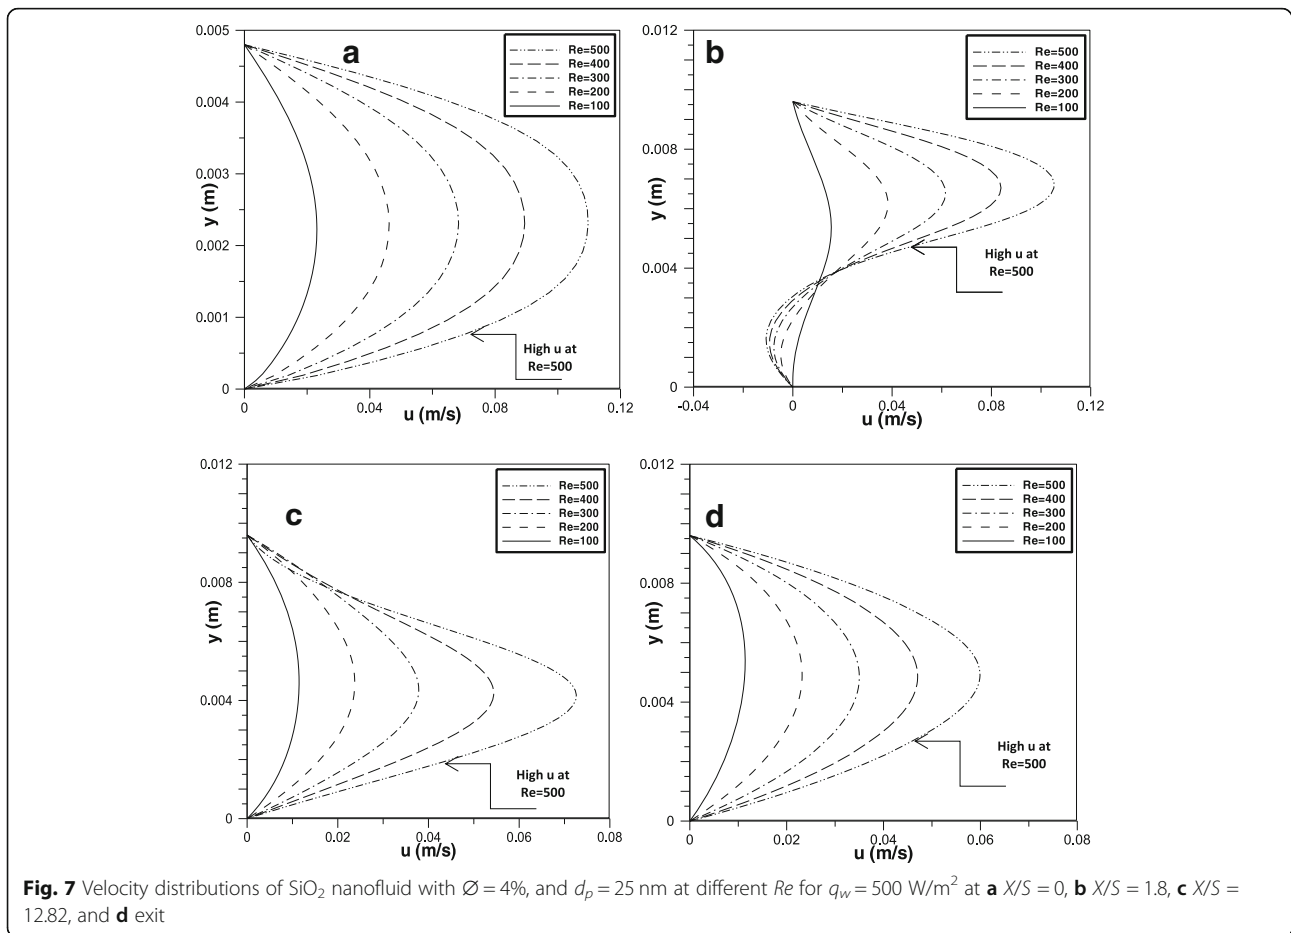 a
0.005
0.004
0.003
0.002
0.001
0
y (m)
Re=500
Re=400
Re=300
Re=200
Re=100
High u at
Re=500
0 0.04 0.08 0.12
u (m/s)
b
0.012
0.008
0.004
0
y (m)
Re=500
Re=400
Re=300
Re=200
Re=100
High u at
Re=500
-0.04 0 0.04 0.08 0.12
u (m/s)
c
0.012
0.008
0.004
0
y (m)
Re=500
Re=400
Re=300
Re=200
Re=100
High u at
Re=500
0 0.02 0.04 0.06 0.08
u (m/s)
d
0.012
0.008
0.004
0
y (m)
Re=500
Re=400
Re=300
Re=200
Re=100
High u at
Re=500
0 0.02 0.04 0.06 0.08
u (m/s)
Fig. 7 Velocity distributions of SiO₂ nanofluid with Ø = 4%, and dₚ = 25 nm at different Re for q_w = 500 W/m² at a X/S = 0, b X/S = 1.8, c X/S =
12.82, and d exit